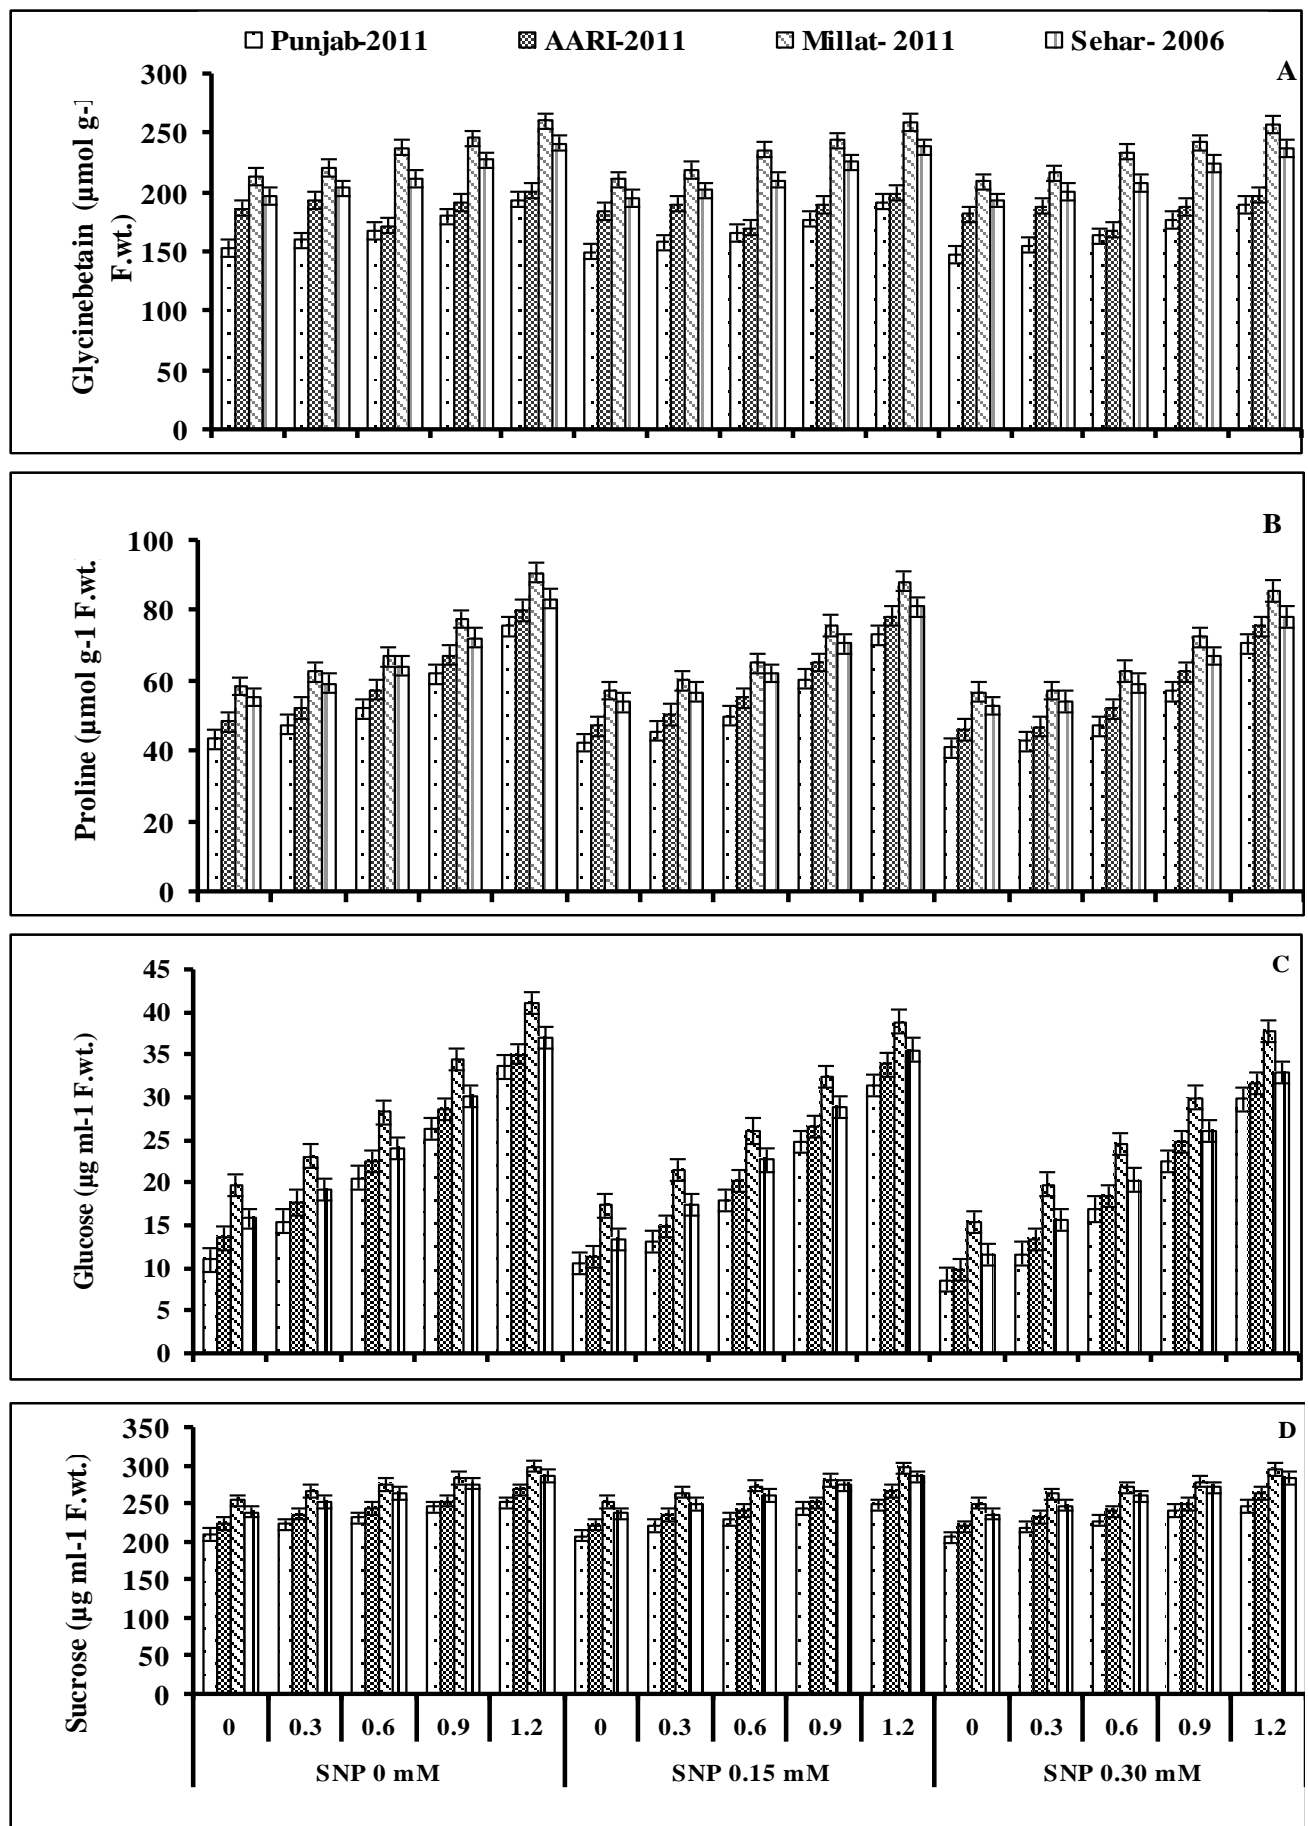 Punjab-2011 AARI-2011 Millat- 2011 Sehar- 2006
A
Glycinebetain (µmol g-
F.wt.)
300
250
200
150
100
50
0
B
Proline (µmol g-1 F.wt.
100
80
60
40
20
0
C
Glucose (µg ml-1 F.wt.)
45
40
35
30
25
20
15
10
5
0
D
Sucrose (µg ml-1 F.wt.)
350
300
250
200
150
100
50
0
0 0.3 0.6 0.9 1.2 0 0.3 0.6 0.9 1.2 0 0.3 0.6 0.9 1.2
SNP 0 mM SNP 0.15 mM SNP 0.30 mM